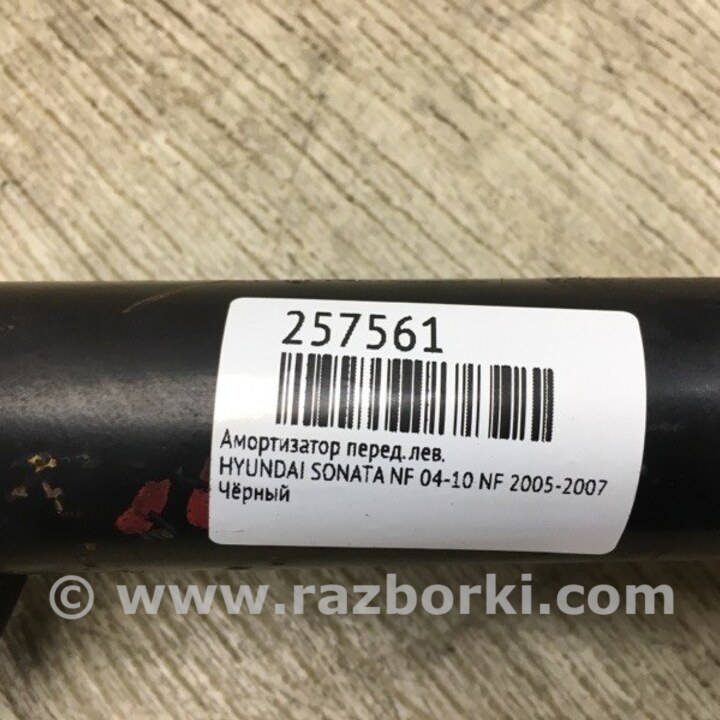 257561
Амортизатор перед.лев.
HYUNDAI SONATA NF 04-10 NF 2005-2007
Чёрный
© www.razborki.com